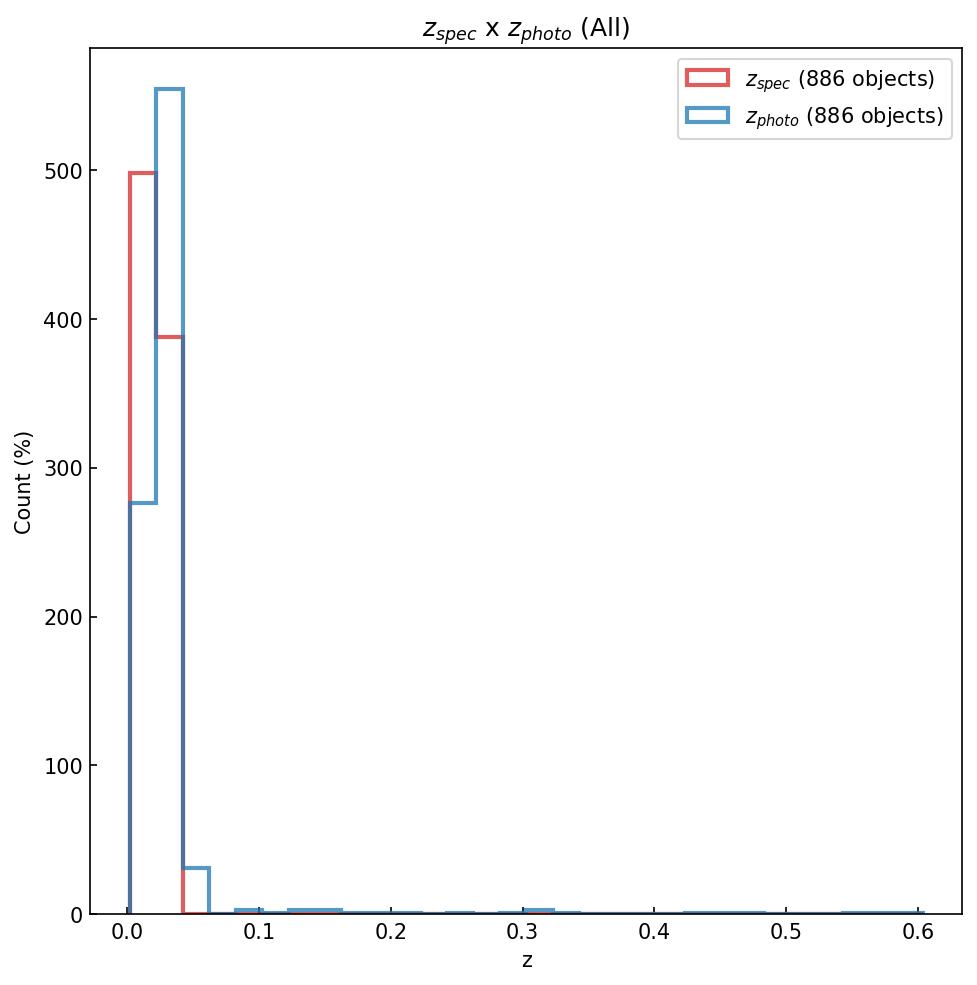 z_spec x z_photo (All)
z_spec (886 objects)
z_photo (886 objects)
Count (%)
500
400
300
200
100
0
0.0 0.1 0.2 0.3 0.4 0.5 0.6
z